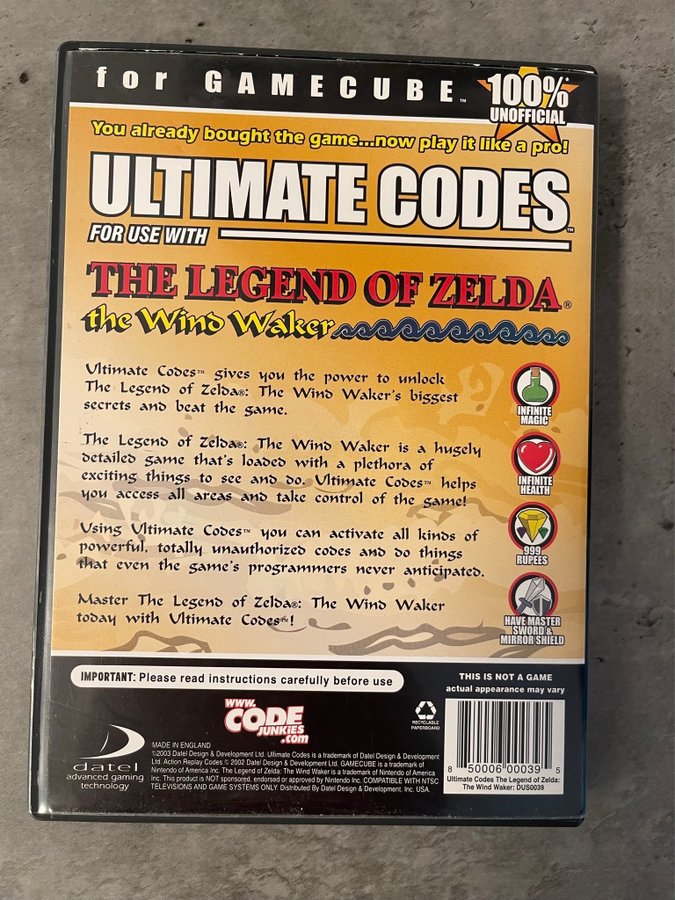 for GAMECUBE™
100%*
UNOFFICIAL
You already bought the game...now play it like a pro!
ULTIMATE CODES™
FOR USE WITH
THE LEGEND OF ZELDA®
the Wind Waker
Ultimate Codes™ gives you the power to unlock
The Legend of Zelda®: The Wind Waker's biggest
secrets and beat the game.
INFINITE
MAGIC
The Legend of Zelda®: The Wind Waker is a hugely
detailed game that's loaded with a plethora of
exciting things to see and do. Ultimate Codes™ helps
you access all areas and take control of the game!
INFINITE
HEALTH
Using Ultimate Codes™ you can activate all kinds of
powerful, totally unauthorized codes and do things
that even the game's programmers never anticipated.
999
RUPEES
Master The Legend of Zelda®: The Wind Waker
today with Ultimate Codes™!
HAVE MASTER
SWORD &
MIRROR SHIELD
IMPORTANT: Please read instructions carefully before use
THIS IS NOT A GAME
actual appearance may vary
www.
CODE
JUNKIES
.com
RECYCLABLE
PAPERBOARD
datel
advanced gaming
technology
MADE IN ENGLAND
©2003 Datel Design & Development Ltd. Ultimate Codes is a trademark of Datel Design & Development
Ltd. Action Replay Codes © 2002 Datel Design & Development Ltd. GAMECUBE is a trademark of
Nintendo of America Inc. The Legend of Zelda: The Wind Waker is a trademark of Nintendo of America
Inc. This product is NOT sponsored, endorsed or approved by Nintendo Inc. COMPATIBLE WITH NTSC
TELEVISIONS AND GAME SYSTEMS ONLY. Distributed By Datel Design & Development, Inc. USA.
8 50006 00039 5
Ultimate Codes The Legend of Zelda:
The Wind Waker: DUS0039